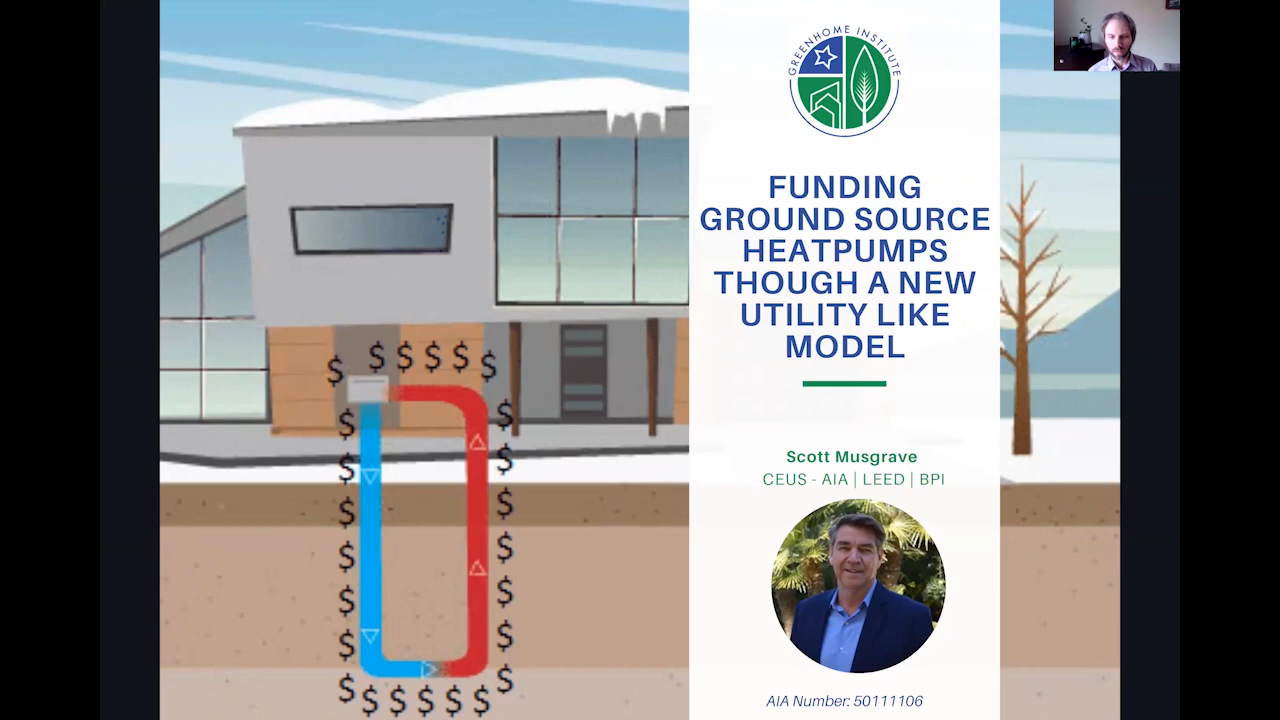 GREENHOME INSTITUTE
FUNDING
GROUND SOURCE
HEATPUMPS
THOUGH A NEW
UTILITY LIKE
MODEL
Scott Musgrave
CEUS - AIA | LEED | BPI
AIA Number: 50111106
$ $ $ $ $ $
$ $
$ $
$ $
$ $
$ $
$ $
$ $ $ $ $ $ $